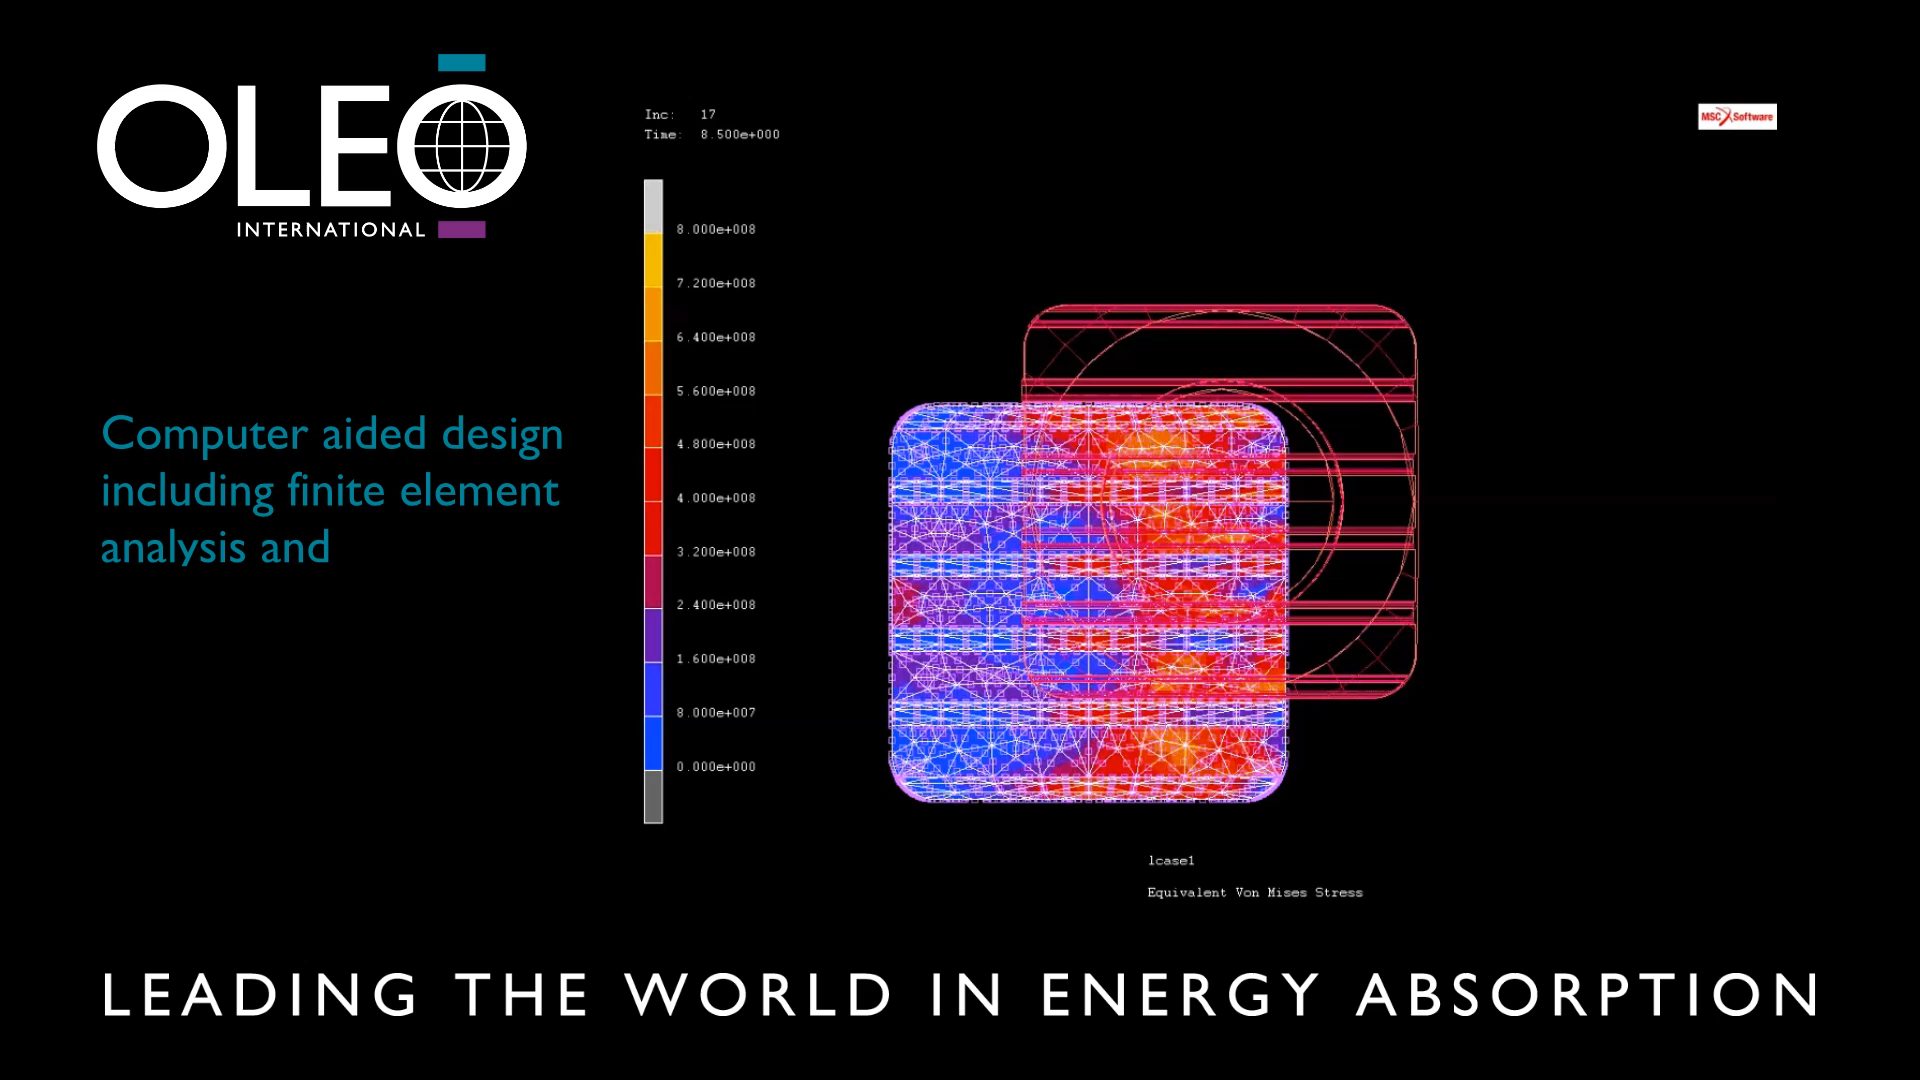 OLEO
INTERNATIONAL
Inc: 17
Time: 8.500e+000
MSC Software
8.000e+008
7.200e+008
6.400e+008
5.600e+008
4.800e+008
4.000e+008
3.200e+008
2.400e+008
1.600e+008
8.000e+007
0.000e+000
Computer aided design
including finite element
analysis and
lcase1
Equivalent Von Mises Stress
LEADING THE WORLD IN ENERGY ABSORPTION